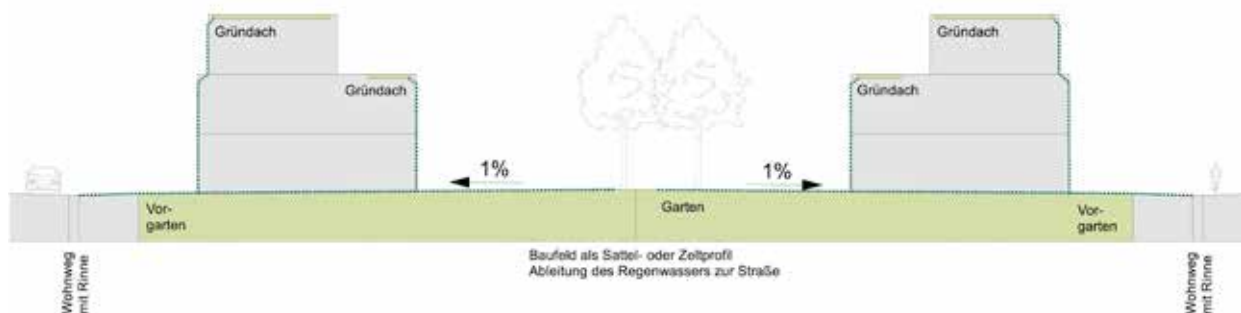 Gründach
Gründach
Gründach
Gründach
1%
1%
Vor-
garten
Garten
Vor-
garten
Baufeld als Sattel- oder Zeltprofil
Ableitung des Regenwassers zur Straße
Wohnweg
mit Rinne
Wohnweg
mit Rinne